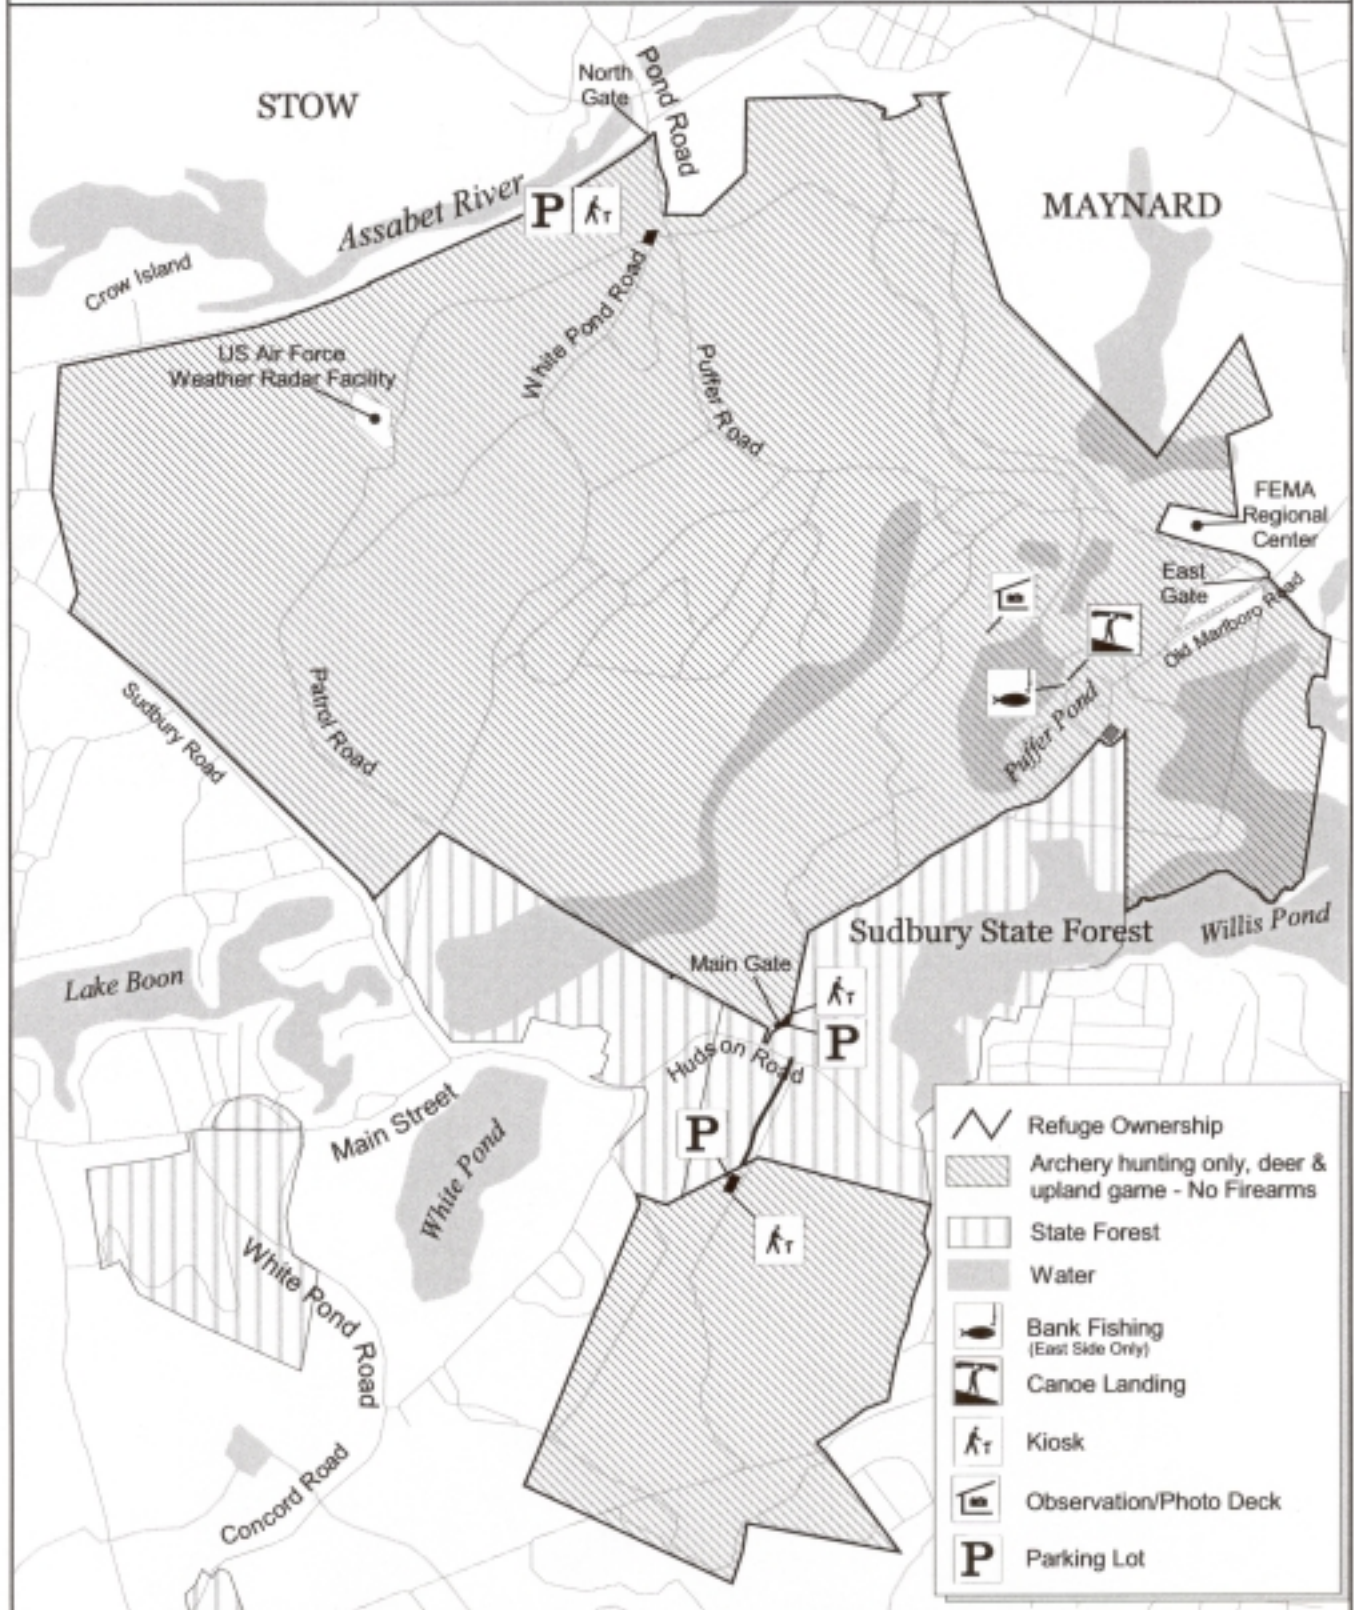 North
Gate
Pond Road
STOW
MAYNARD
Assabet River
P
Crow Island
US Air Force
Weather Radar Facility
White Pond Road
Puffer Road
FEMA
Regional
Center
East
Gate
Old Marlboro Road
Patrol Road
Sudbury Road
Puffer Pond
Sudbury State Forest
Willis Pond
Main Gate
Lake Boon
P
Hudson Road
Main Street
White Pond
P
White Pond Road
Concord Road
Refuge Ownership
Archery hunting only, deer &
upland game - No Firearms
State Forest
Water
Bank Fishing
(East Side Only)
Canoe Landing
Kiosk
Observation/Photo Deck
P Parking Lot